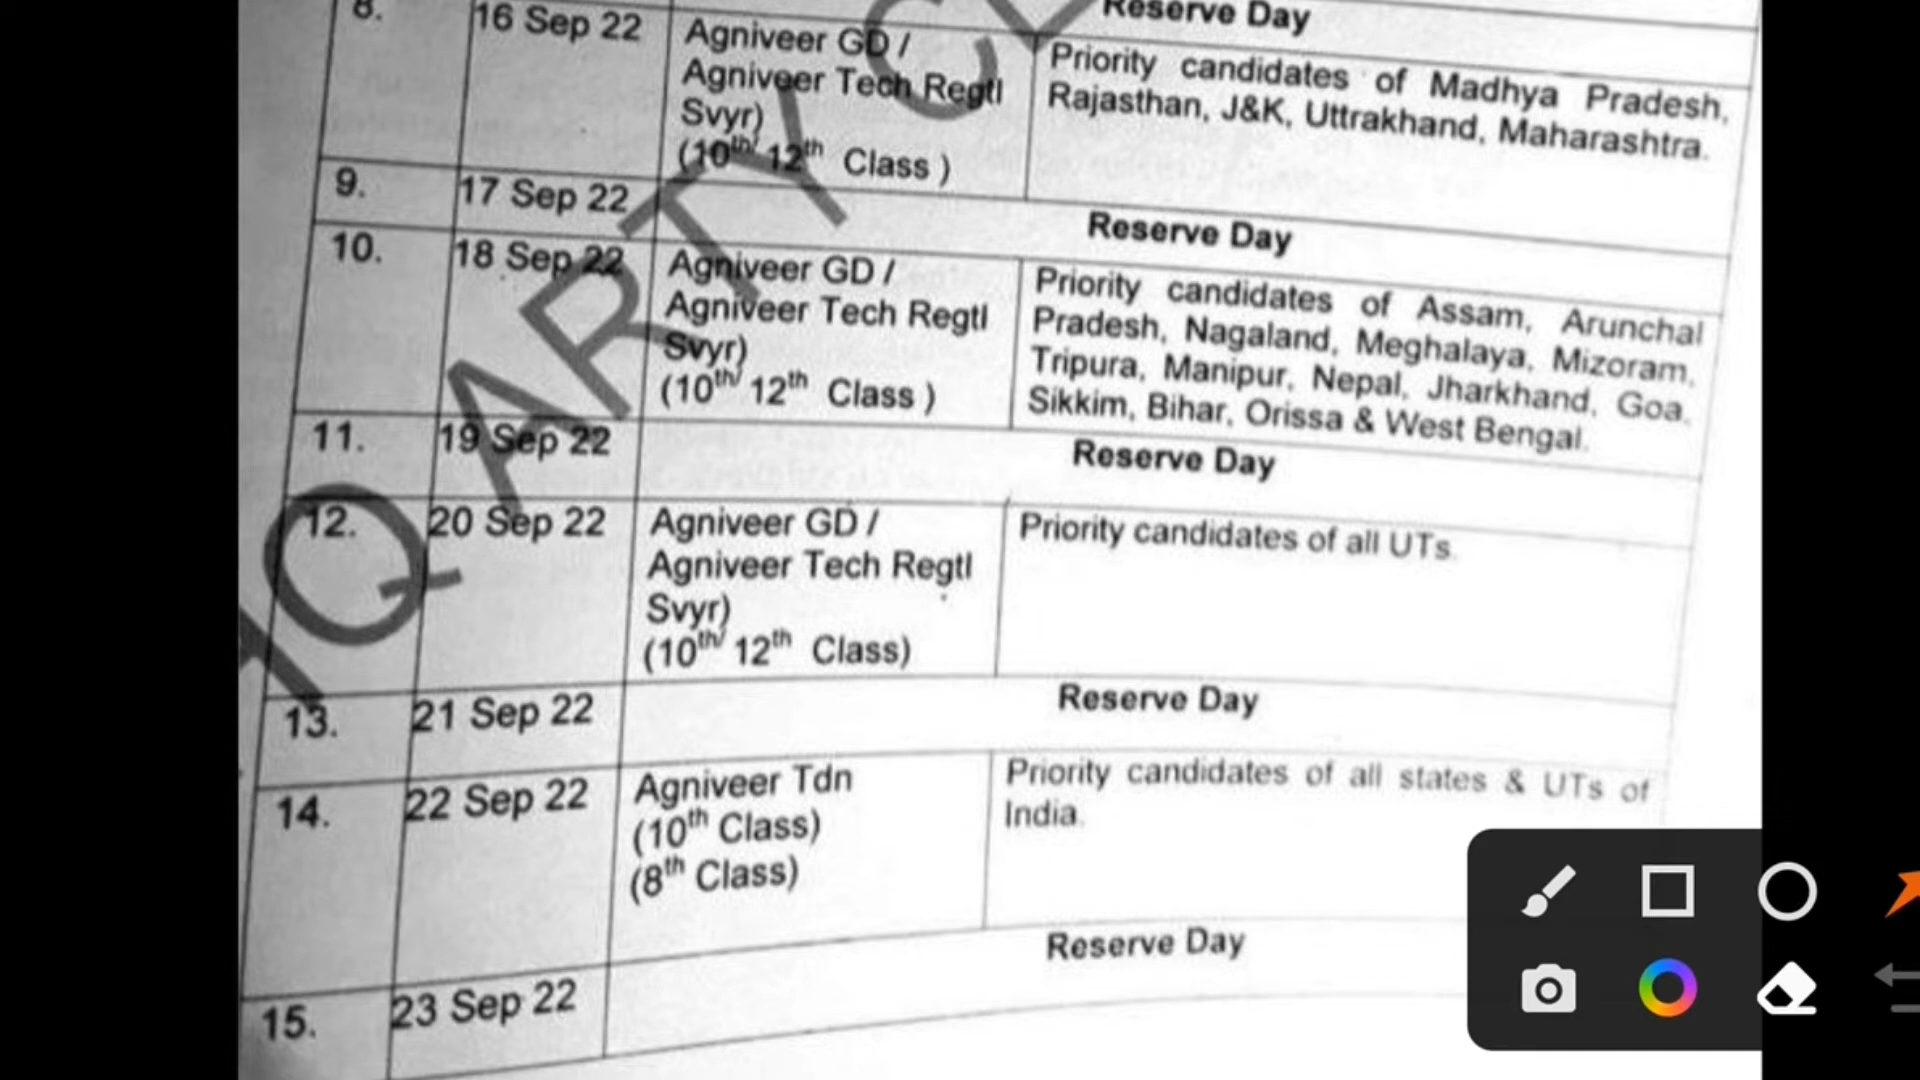 Reserve Day
8. 16 Sep 22 Agniveer GD / Priority candidates of Madhya Pradesh,
Agniveer Tech Regtl Rajasthan, J&K, Uttrakhand, Maharashtra.
Svyr)
(10th/ 12th Class )
9. 17 Sep 22 Reserve Day
10. 18 Sep 22 Agniveer GD / Priority candidates of Assam, Arunchal
Agniveer Tech Regtl Pradesh, Nagaland, Meghalaya, Mizoram,
Svyr) Tripura, Manipur, Nepal, Jharkhand, Goa,
(10th/ 12th Class ) Sikkim, Bihar, Orissa & West Bengal.
11. 19 Sep 22 Reserve Day
12. 20 Sep 22 Agniveer GD / Priority candidates of all UTs.
Agniveer Tech Regtl
Svyr)
(10th/ 12th Class)
13. 21 Sep 22 Reserve Day
14. 22 Sep 22 Agniveer Tdn Priority candidates of all states & UTs of
(10th Class) India.
(8th Class)
15. 23 Sep 22 Reserve Day
HQ ARTY CE